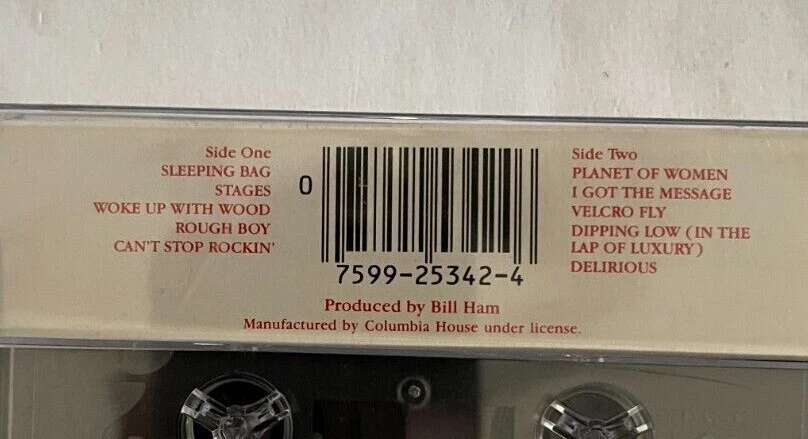 Side One
SLEEPING BAG
STAGES
WOKE UP WITH WOOD
ROUGH BOY
CAN'T STOP ROCKIN'
0
7599-25342-4
Side Two
PLANET OF WOMEN
I GOT THE MESSAGE
VELCRO FLY
DIPPING LOW (IN THE
LAP OF LUXURY)
DELIRIOUS
Produced by Bill Ham
Manufactured by Columbia House under license.